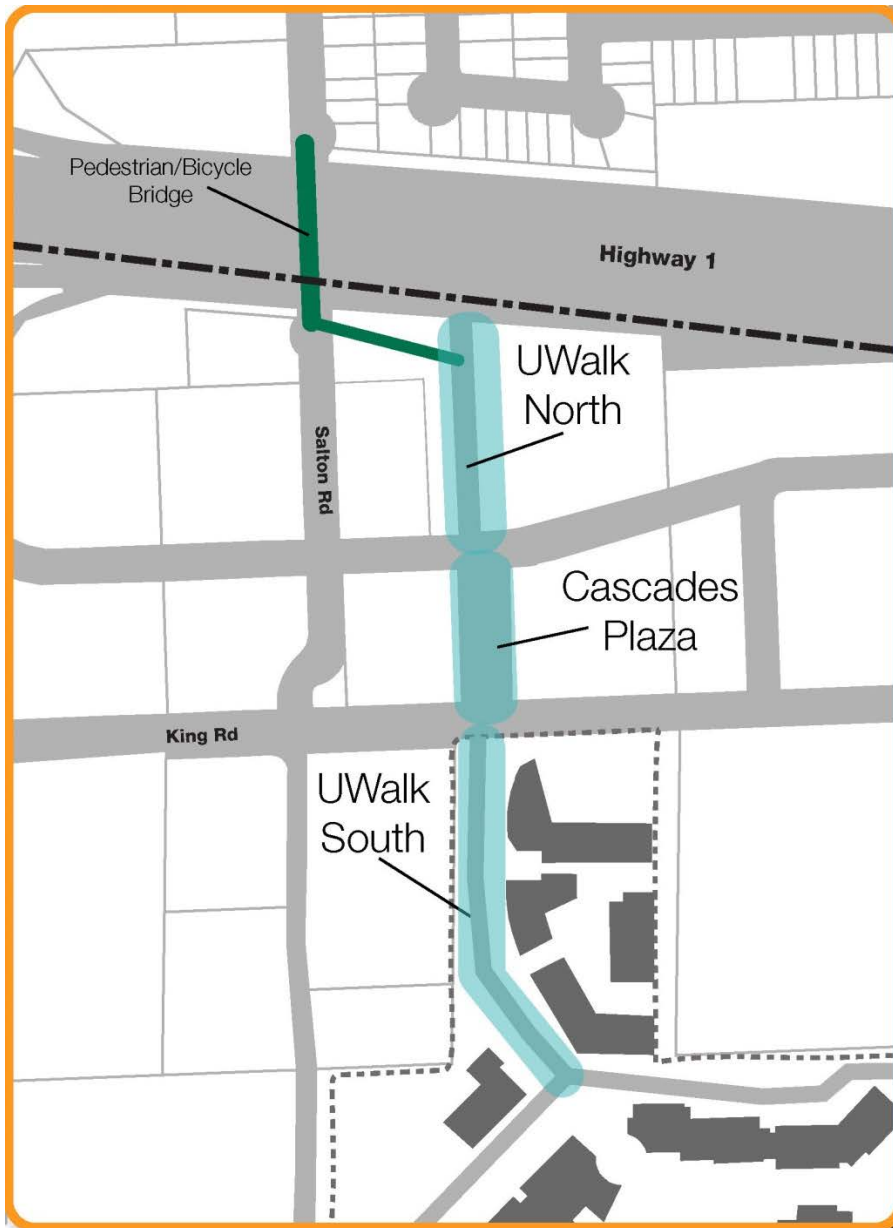 Pedestrian/Bicycle
Bridge
Highway 1
UWalk
North
Salton Rd
Cascades
Plaza
King Rd
UWalk
South